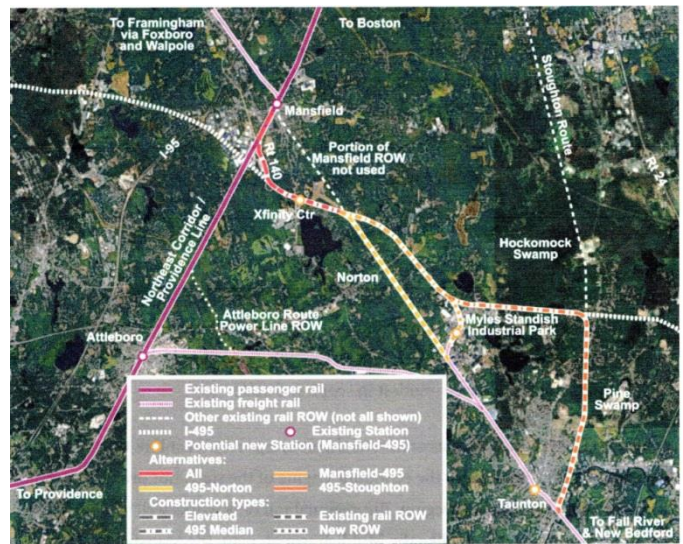 To Framingham
via Foxboro
and Walpole
To Boston
Mansfield
Stoughton Route
Rt 24
I-95
Rt 140
Portion of
Mansfield ROW
not used
Xfinity Ctr
Northeast Corridor /
Providence Line
Norton
Hockomock
Swamp
Attleboro Route
Power Line ROW
Attleboro
Myles Standish
Industrial Park
Pine
Swamp
Existing passenger rail
Existing freight rail
Other existing rail ROW (not all shown)
I-495
Existing Station
Potential new Station (Mansfield-495)
Alternatives:
All
Mansfield-495
495-Norton
495-Stoughton
Construction types:
Elevated
Existing rail ROW
495 Median
New ROW
To Providence
Taunton
To Fall River
& New Bedford